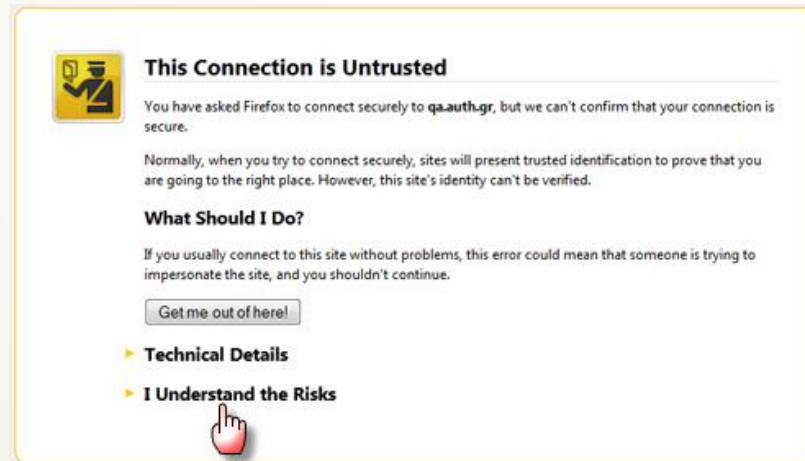 This Connection is Untrusted
You have asked Firefox to connect securely to qa.auth.gr, but we can't confirm that your connection is
secure.
Normally, when you try to connect securely, sites will present trusted identification to prove that you
are going to the right place. However, this site's identity can't be verified.
What Should I Do?
If you usually connect to this site without problems, this error could mean that someone is trying to
impersonate the site, and you shouldn't continue.
Get me out of here!
Technical Details
I Understand the Risks